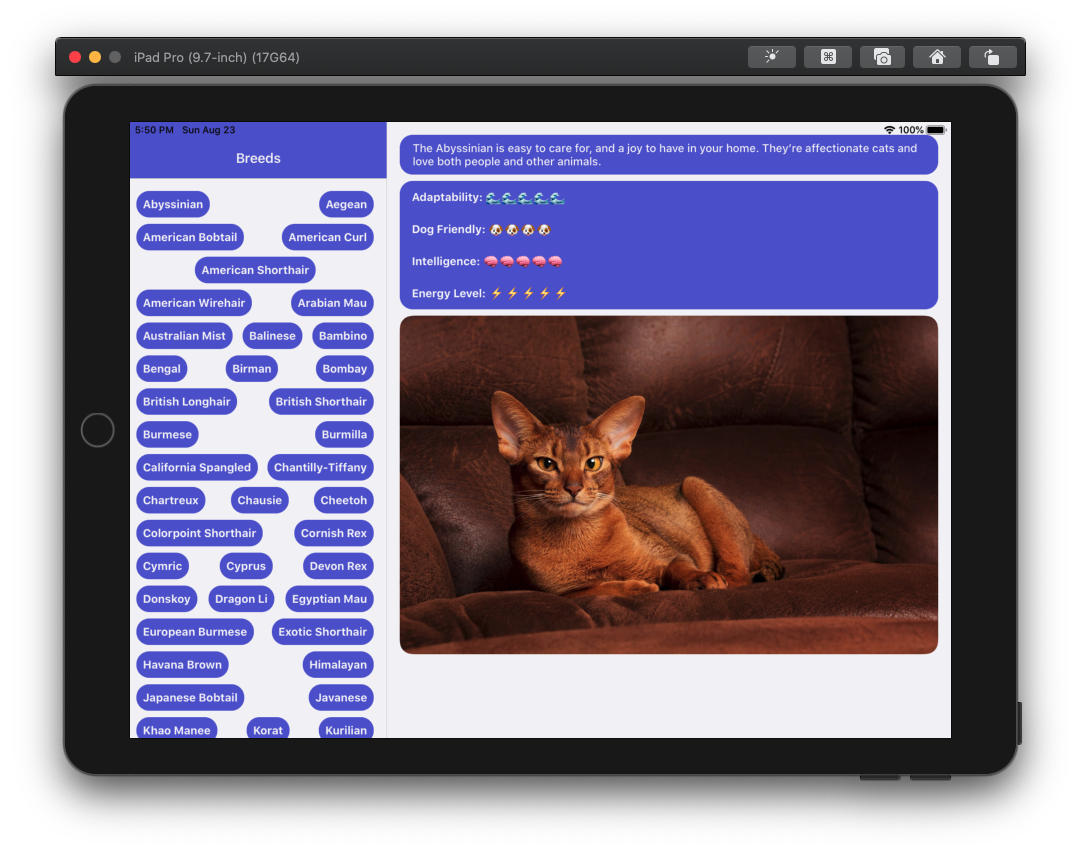 iPad Pro (9.7-inch) (17G64)
5:50 PM Sun Aug 23
100%
Breeds
Abyssinian Aegean
American Bobtail American Curl
American Shorthair
American Wirehair Arabian Mau
Australian Mist Balinese Bambino
Bengal Birman Bombay
British Longhair British Shorthair
Burmese Burmilla
California Spangled Chantilly-Tiffany
Chartreux Chausie Cheetoh
Colorpoint Shorthair Cornish Rex
Cymric Cyprus Devon Rex
Donskoy Dragon Li Egyptian Mau
European Burmese Exotic Shorthair
Havana Brown Himalayan
Japanese Bobtail Javanese
Khao Manee Korat Kurilian
The Abyssinian is easy to care for, and a joy to have in your home. They're affectionate cats and
love both people and other animals.
Adaptability: 🌊🌊🌊🌊🌊
Dog Friendly: 🐶🐶🐶🐶
Intelligence: 🧠🧠🧠🧠🧠
Energy Level: ⚡⚡⚡⚡⚡